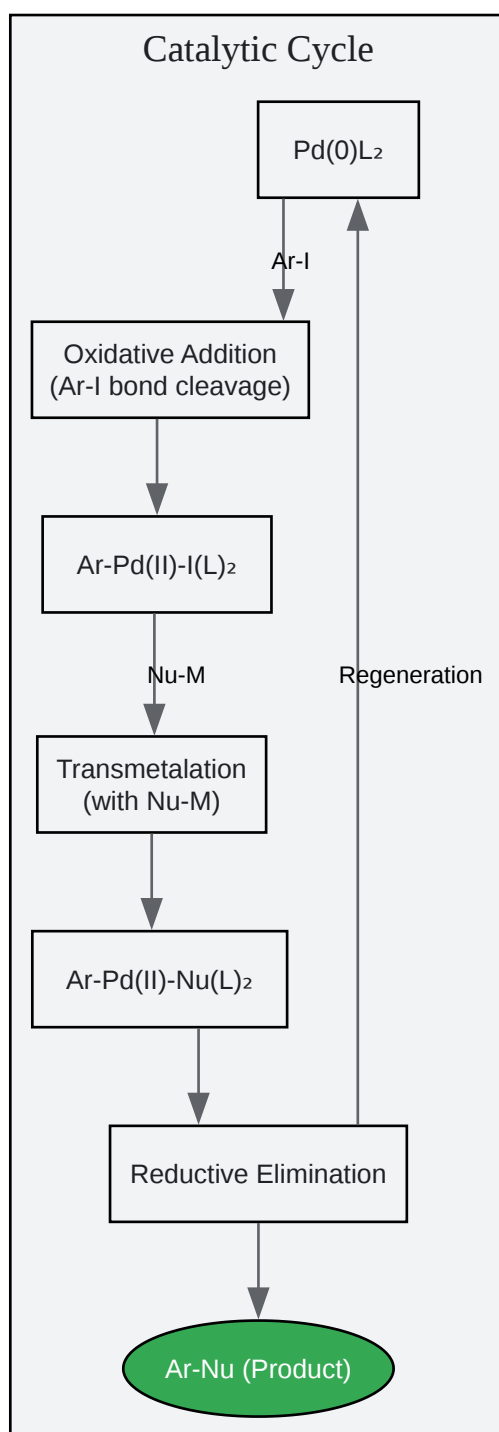 Catalytic Cycle
Pd(0)L₂
Ar-I
Oxidative Addition
(Ar-I bond cleavage)
Ar-Pd(II)-I(L)₂
Nu-M
Regeneration
Transmetalation
(with Nu-M)
Ar-Pd(II)-Nu(L)₂
Reductive Elimination
Ar-Nu (Product)